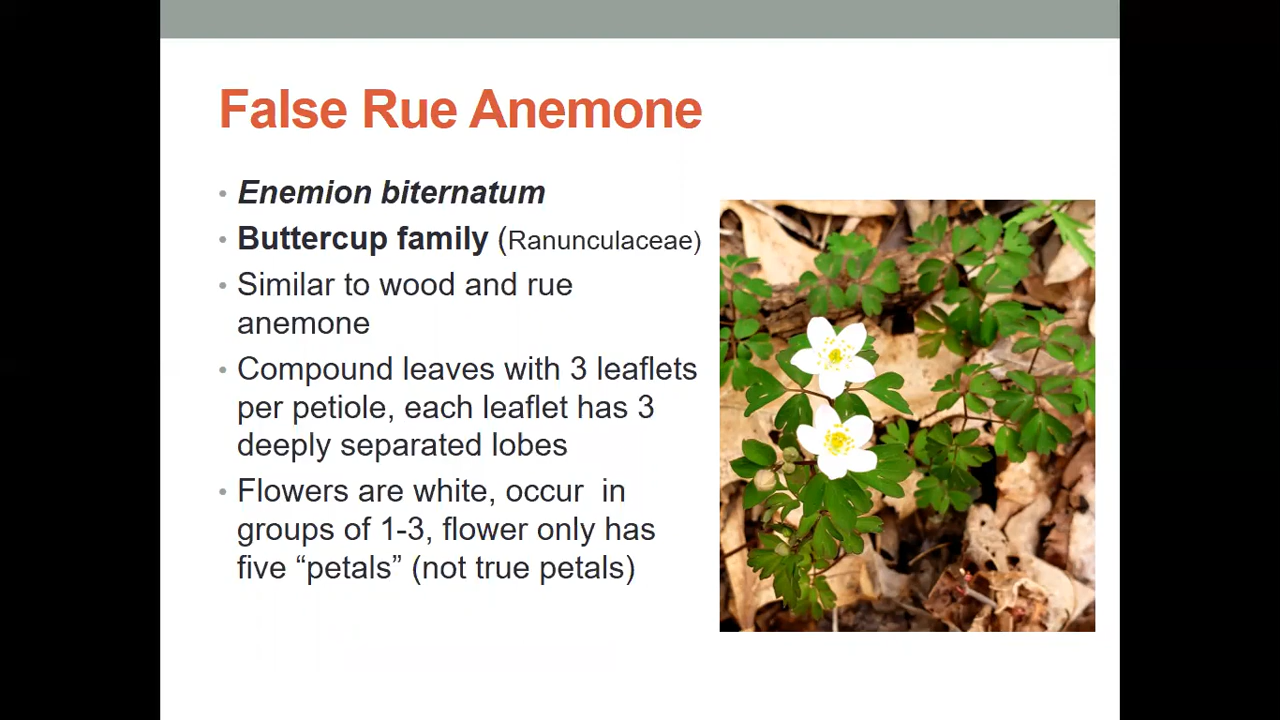 False Rue Anemone
• Enemion biternatum
• Buttercup family (Ranunculaceae)
• Similar to wood and rue
anemone
• Compound leaves with 3 leaflets
per petiole, each leaflet has 3
deeply separated lobes
• Flowers are white, occur  in
groups of 1-3, flower only has
five “petals” (not true petals)